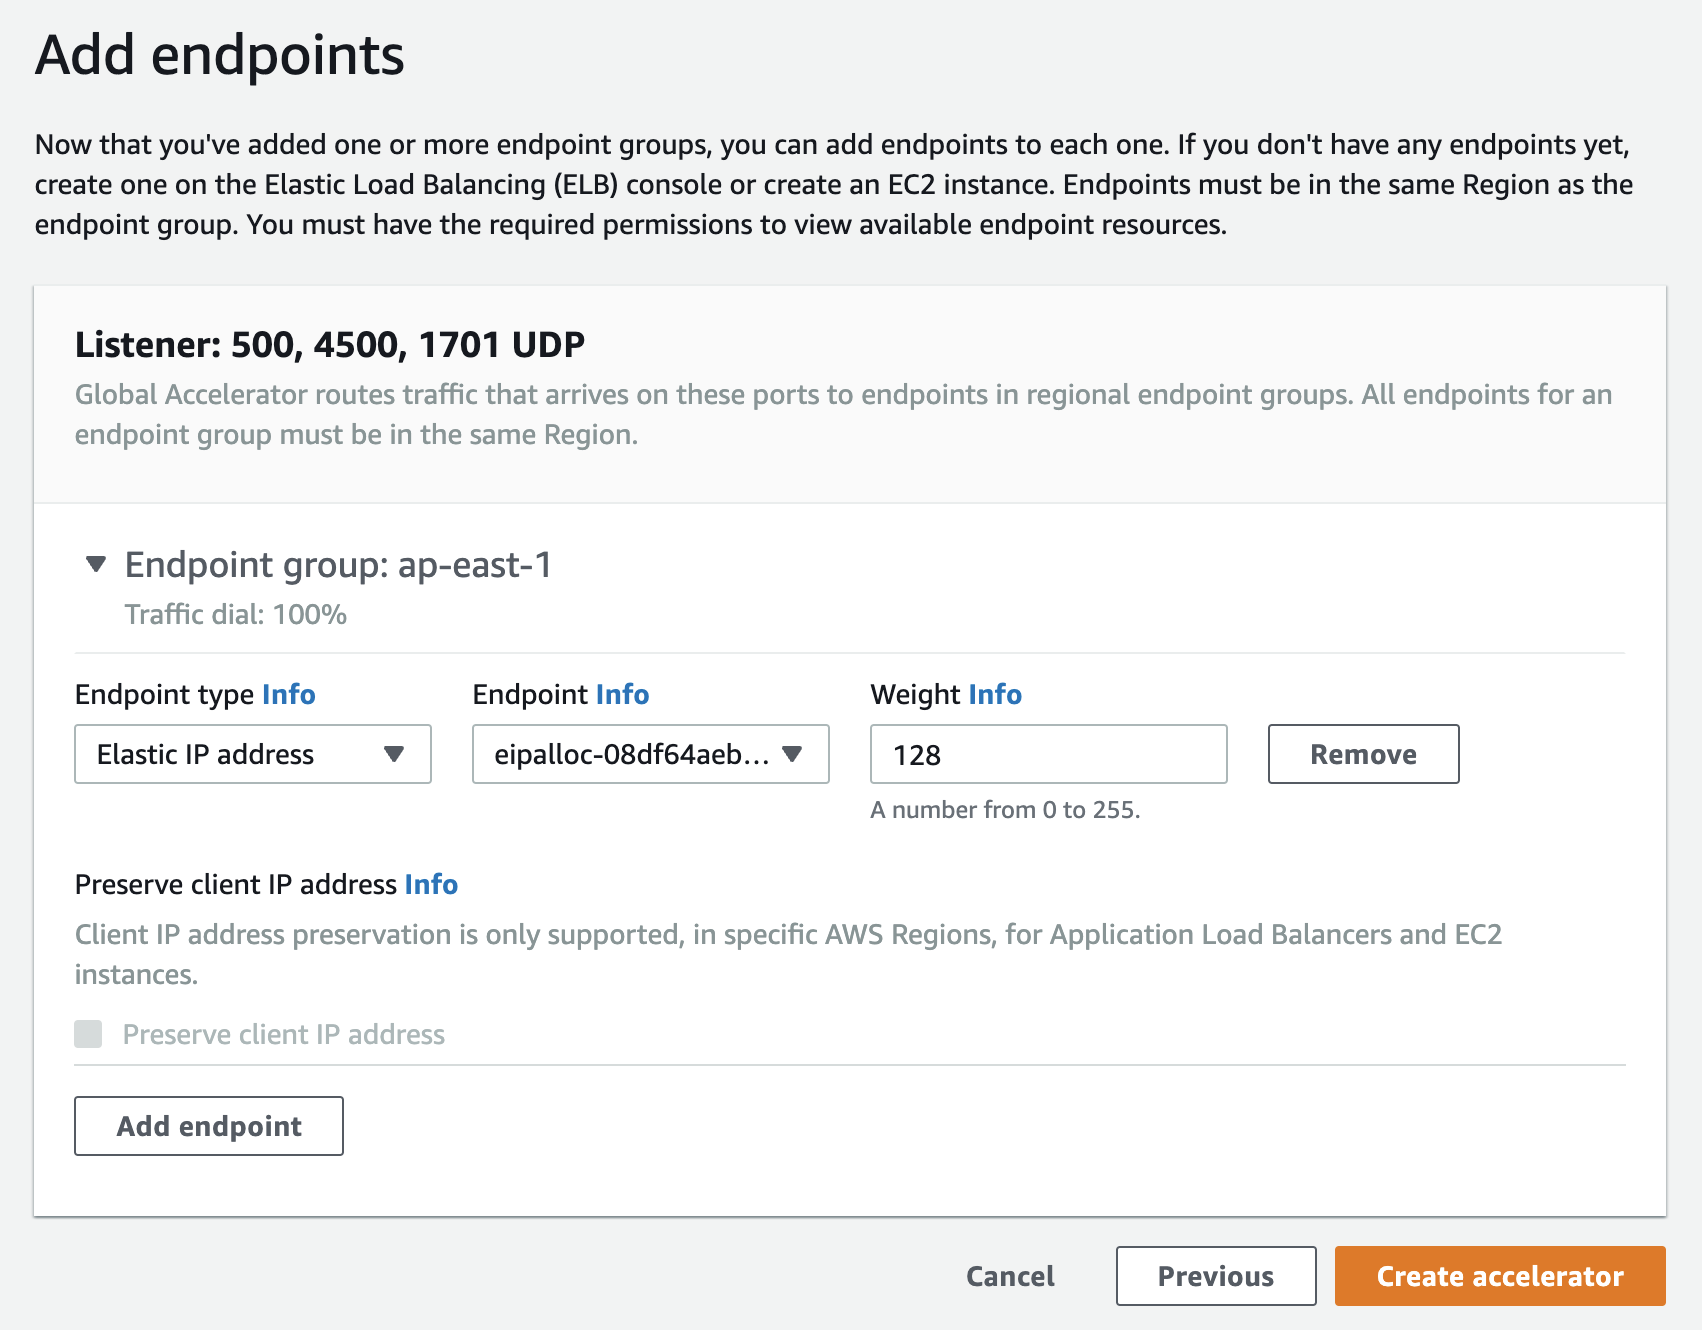 Add endpoints
Now that you've added one or more endpoint groups, you can add endpoints to each one. If you don't have any endpoints yet,
create one on the Elastic Load Balancing (ELB) console or create an EC2 instance. Endpoints must be in the same Region as the
endpoint group. You must have the required permissions to view available endpoint resources.
Listener: 500, 4500, 1701 UDP
Global Accelerator routes traffic that arrives on these ports to endpoints in regional endpoint groups. All endpoints for an
endpoint group must be in the same Region.
Endpoint group: ap-east-1
Traffic dial: 100%
Endpoint type Info
Endpoint Info
Weight Info
Elastic IP address
eipalloc-08df64aeb...
128
Remove
A number from 0 to 255.
Preserve client IP address Info
Client IP address preservation is only supported, in specific AWS Regions, for Application Load Balancers and EC2
instances.
Preserve client IP address
Add endpoint
Cancel
Previous
Create accelerator